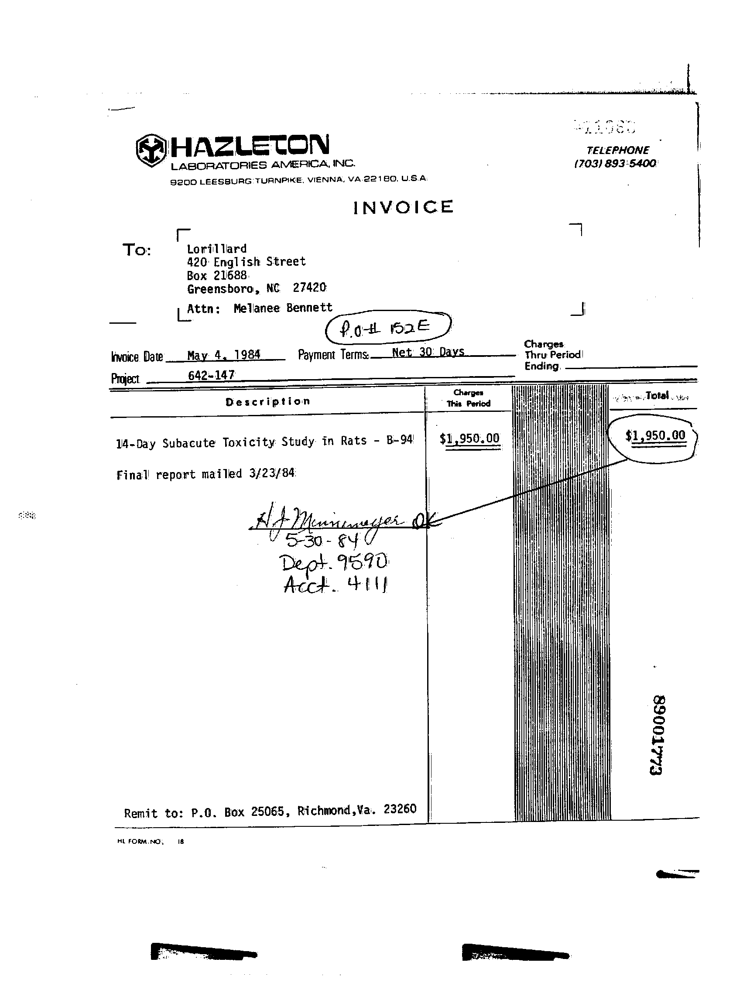 HAZLETON
LABORATORIES AMERICA, INC.
9200 LEESBURG TURNPIKE, VIENNA, VA 22180, U.S.A.
TELEPHONE
(703) 893-5400
INVOICE
To:
Lorillard
420 English Street
Box 21688
Greensboro, NC 27420
Attn: Melanee Bennett
P.O# 152E
Invoice Date May 4, 1984 Payment Terms: Net 30 Days Charges Thru Period Ending
Project 642-147
Description Charges This Period Total
14-Day Subacute Toxicity Study in Rats - B-94 $1,950.00 $1,950.00
Final report mailed 3/23/84
H J Minnemeyer OK
5-30-84
Dept. 9590
Acct. 4111
89001773
Remit to: P.O. Box 25065, Richmond,Va. 23260
HL FORM NO. 18